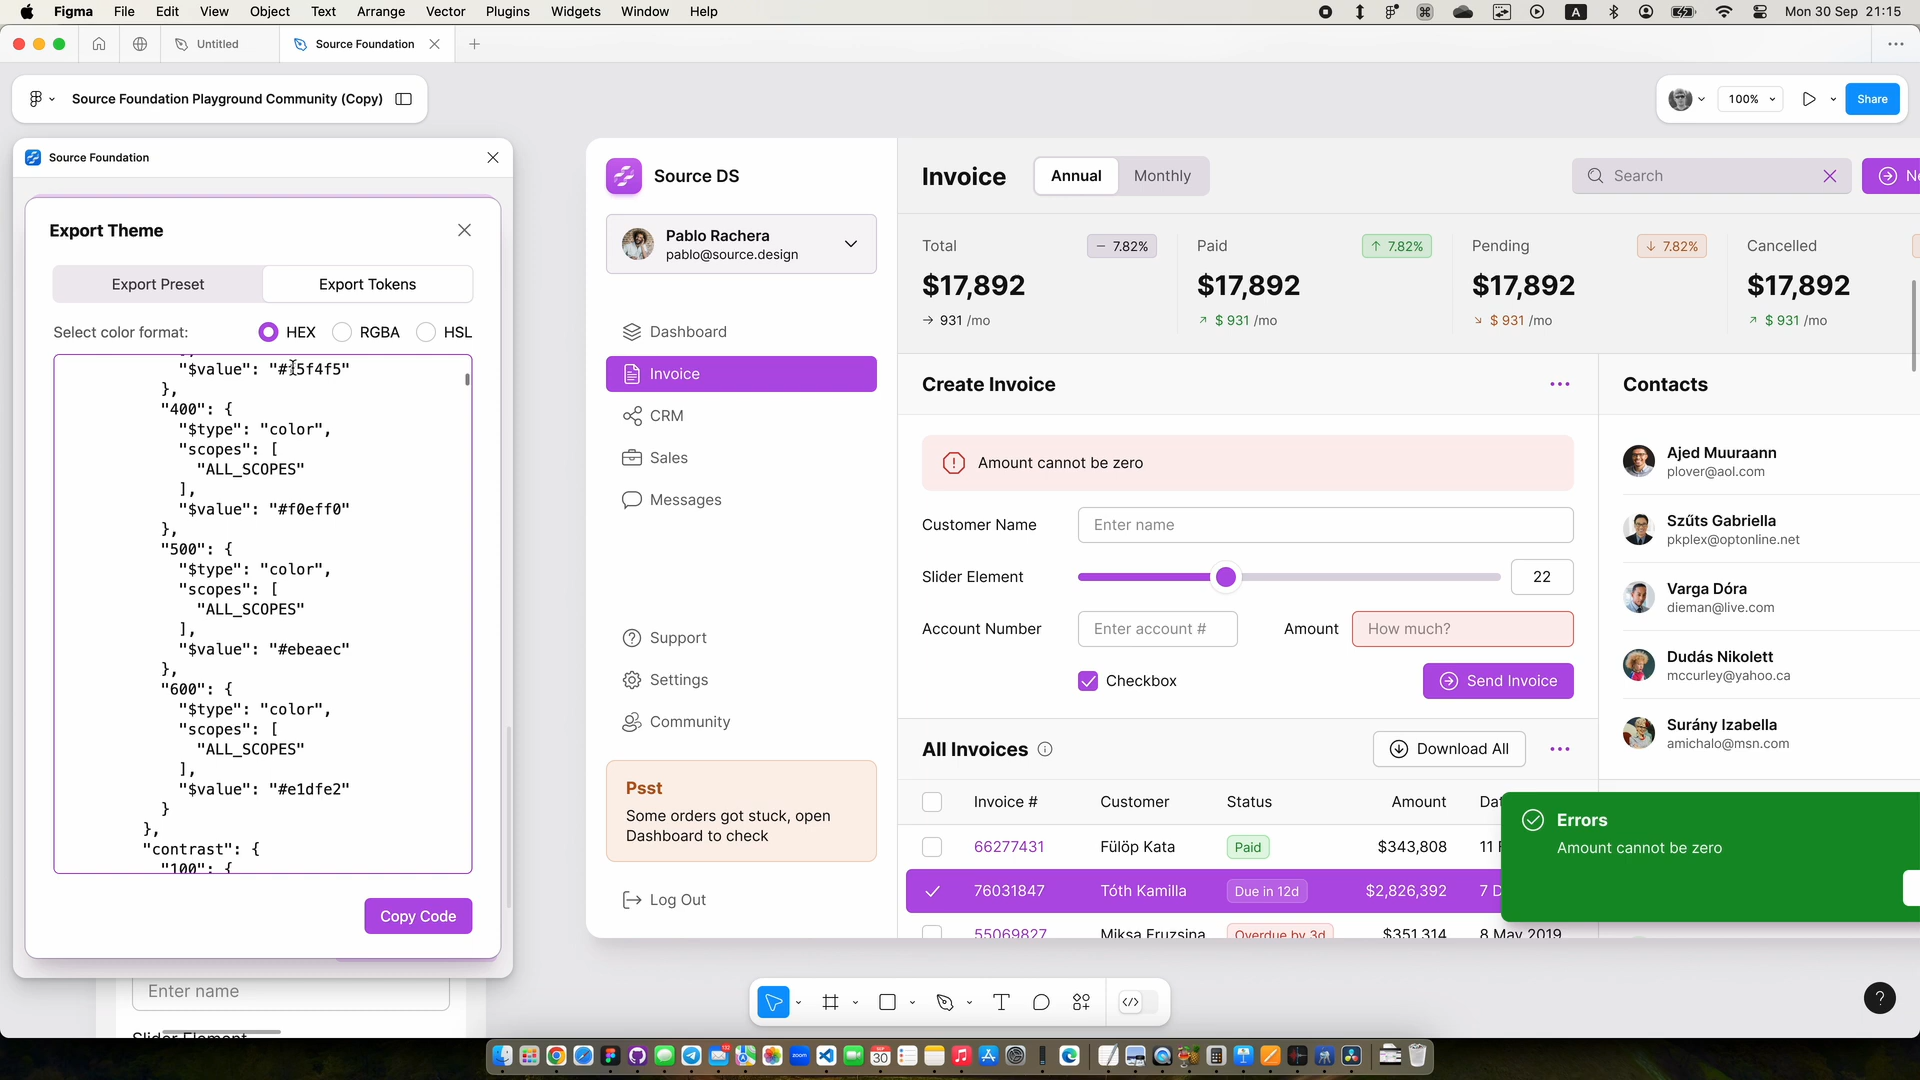 Figma File Edit View Object Text Arrange Vector Plugins Widgets Window Help
A
Mon 30 Sep 21:15
Untitled
Source Foundation
Source Foundation Playground Community (Copy)
100%
Share
Source Foundation
Export Theme
Export Preset
Export Tokens
Select color format:
HEX
RGBA
HSL
"$value": "#f5f4f5"
},
"400": {
"$type": "color",
"scopes": [
"ALL_SCOPES"
],
"$value": "#f0eff0"
},
"500": {
"$type": "color",
"scopes": [
"ALL_SCOPES"
],
"$value": "#ebeaec"
},
"600": {
"$type": "color",
"scopes": [
"ALL_SCOPES"
],
"$value": "#e1dfe2"
}
},
"contrast": {
"100": {
Copy Code
Enter name
Slider Element
Source DS
Pablo Rachera
pablo@source.design
Dashboard
Invoice
CRM
Sales
Messages
Support
Settings
Community
Psst
Some orders got stuck, open
Dashboard to check
Log Out
Invoice
Annual
Monthly
Search
Total
− 7.82%
$17,892
→ 931 /mo
Paid
↑ 7.82%
$17,892
↗ $ 931 /mo
Pending
↓ 7.82%
$17,892
↘ $ 931 /mo
Cancelled
$17,892
↗ $ 931 /mo
Create Invoice
Amount cannot be zero
Customer Name
Enter name
Slider Element
22
Account Number
Enter account #
Amount
How much?
Checkbox
Send Invoice
All Invoices
Download All
Invoice # Customer Status Amount
66277431 Fülöp Kata Paid $343,808 11
76031847 Tóth Kamilla Due in 12d $2,826,392 7
55069827 Miksa Fruzsina Overdue by 3d $351,314 8 May 2019
Contacts
Ajed Muuraann
plover@aol.com
Szűts Gabriella
pkplex@optonline.net
Varga Dóra
dieman@live.com
Dudás Nikolett
mccurley@yahoo.ca
Surány Izabella
amichalo@msn.com
Errors
Amount cannot be zero
?
zoom
30